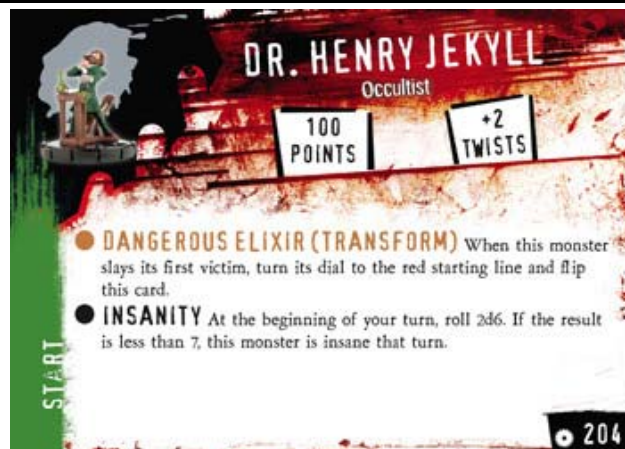 DR. HENRY JEKYLL
Occultist
100
POINTS
+2
TWISTS
DANGEROUS ELIXIR (TRANSFORM) When this monster
slays its first victim, turn its dial to the red starting line and flip
this card.
INSANITY At the beginning of your turn, roll 2d6. If the result
is less than 7, this monster is insane that turn.
START
204